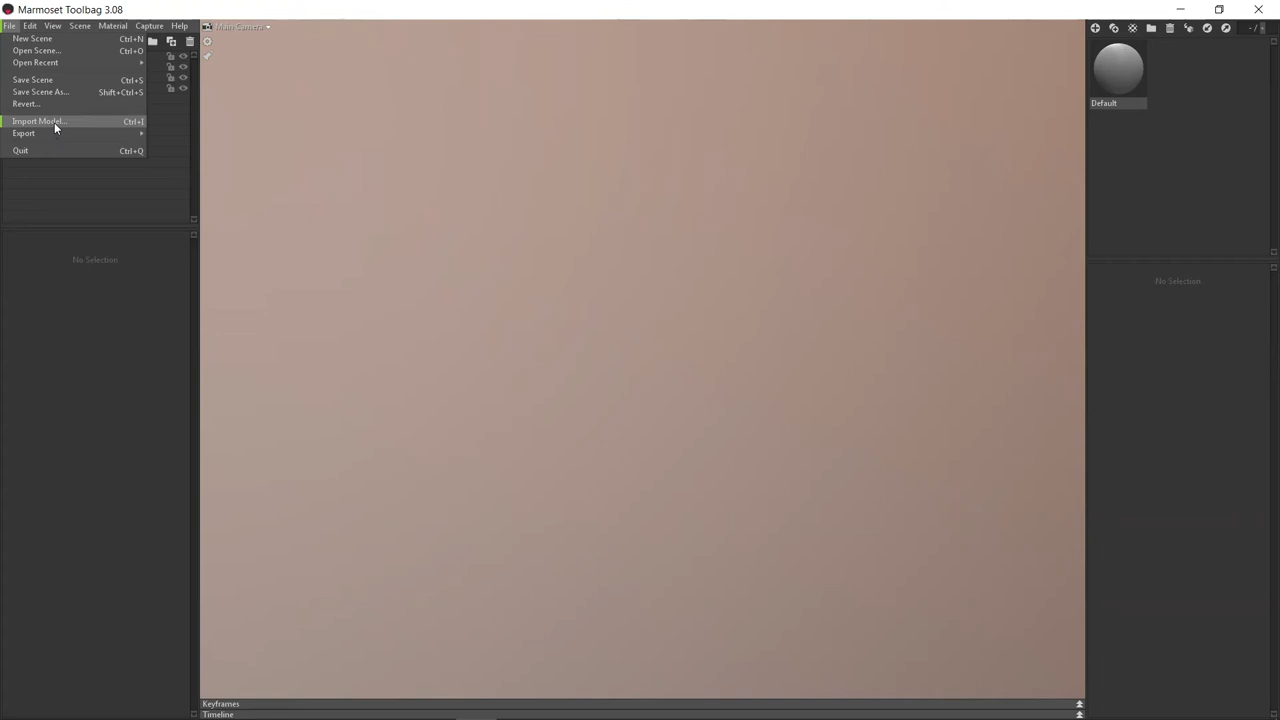 Marmoset Toolbag 3.08
File Edit View Scene Material Capture Help
Main Camera
New Scene Ctrl+N
Open Scene... Ctrl+O
Open Recent
Save Scene Ctrl+S
Save Scene As... Shift+Ctrl+S
Revert...
Import Model... Ctrl+I
Export
Quit Ctrl+Q
Default
No Selection
No Selection
Keyframes
Timeline